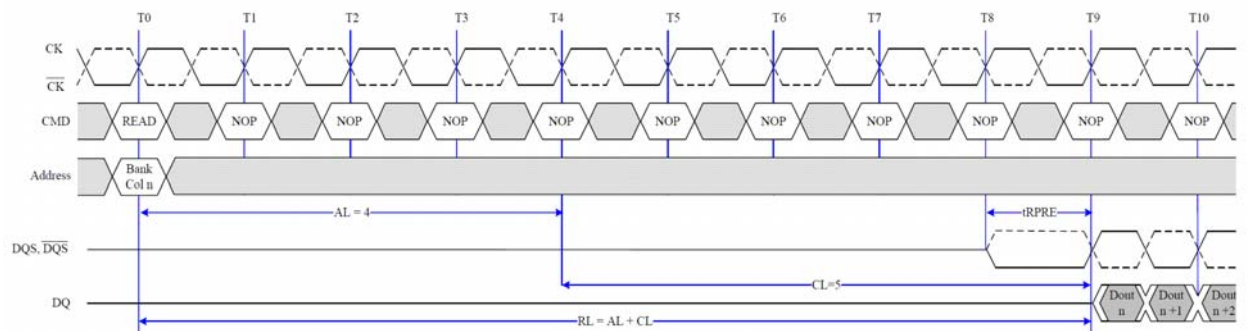 T0 T1 T2 T3 T4 T5 T6 T7 T8 T9 T10
CK
CK
CMD READ NOP NOP NOP NOP NOP NOP NOP NOP NOP NOP
Address Bank Col n
AL = 4 tRPRE
DQS, DQS
CL=5
DQ Dout n Dout n +1 Dout n +2
RL = AL + CL